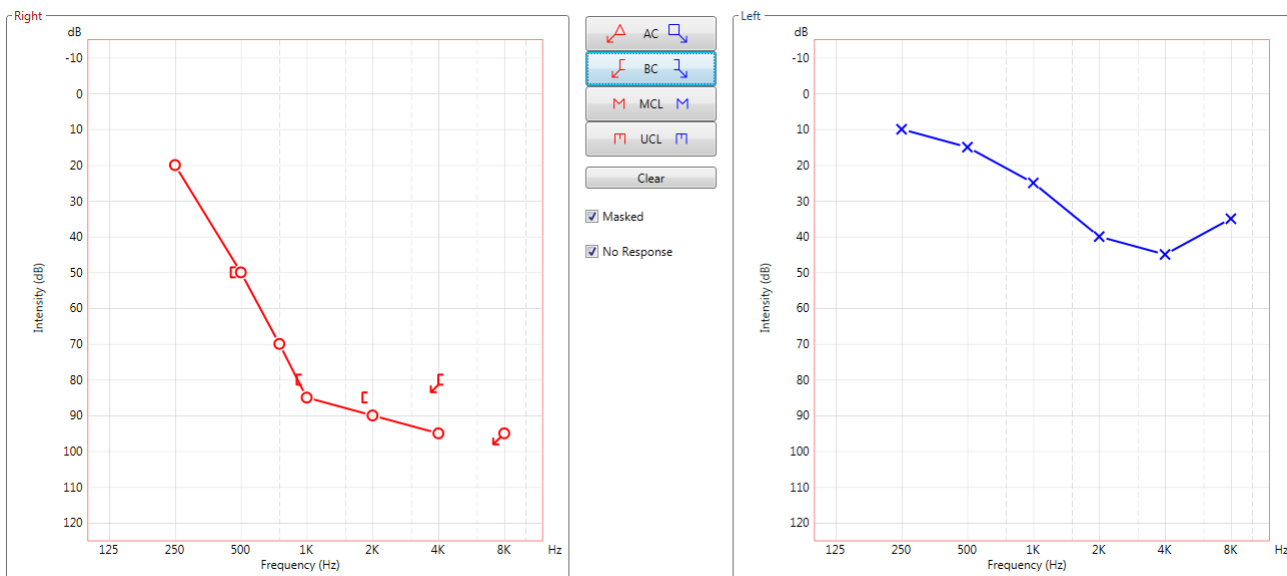 Right
dB
-10
0
10
20
30
40
50
60
70
80
90
100
110
120
Intensity (dB)
125 250 500 1K 2K 4K 8K Hz
Frequency (Hz)
AC
BC
M MCL M
UCL
Clear
Masked
No Response
Left
dB
-10
0
10
20
30
40
50
60
70
80
90
100
110
120
Intensity (dB)
125 250 500 1K 2K 4K 8K Hz
Frequency (Hz)